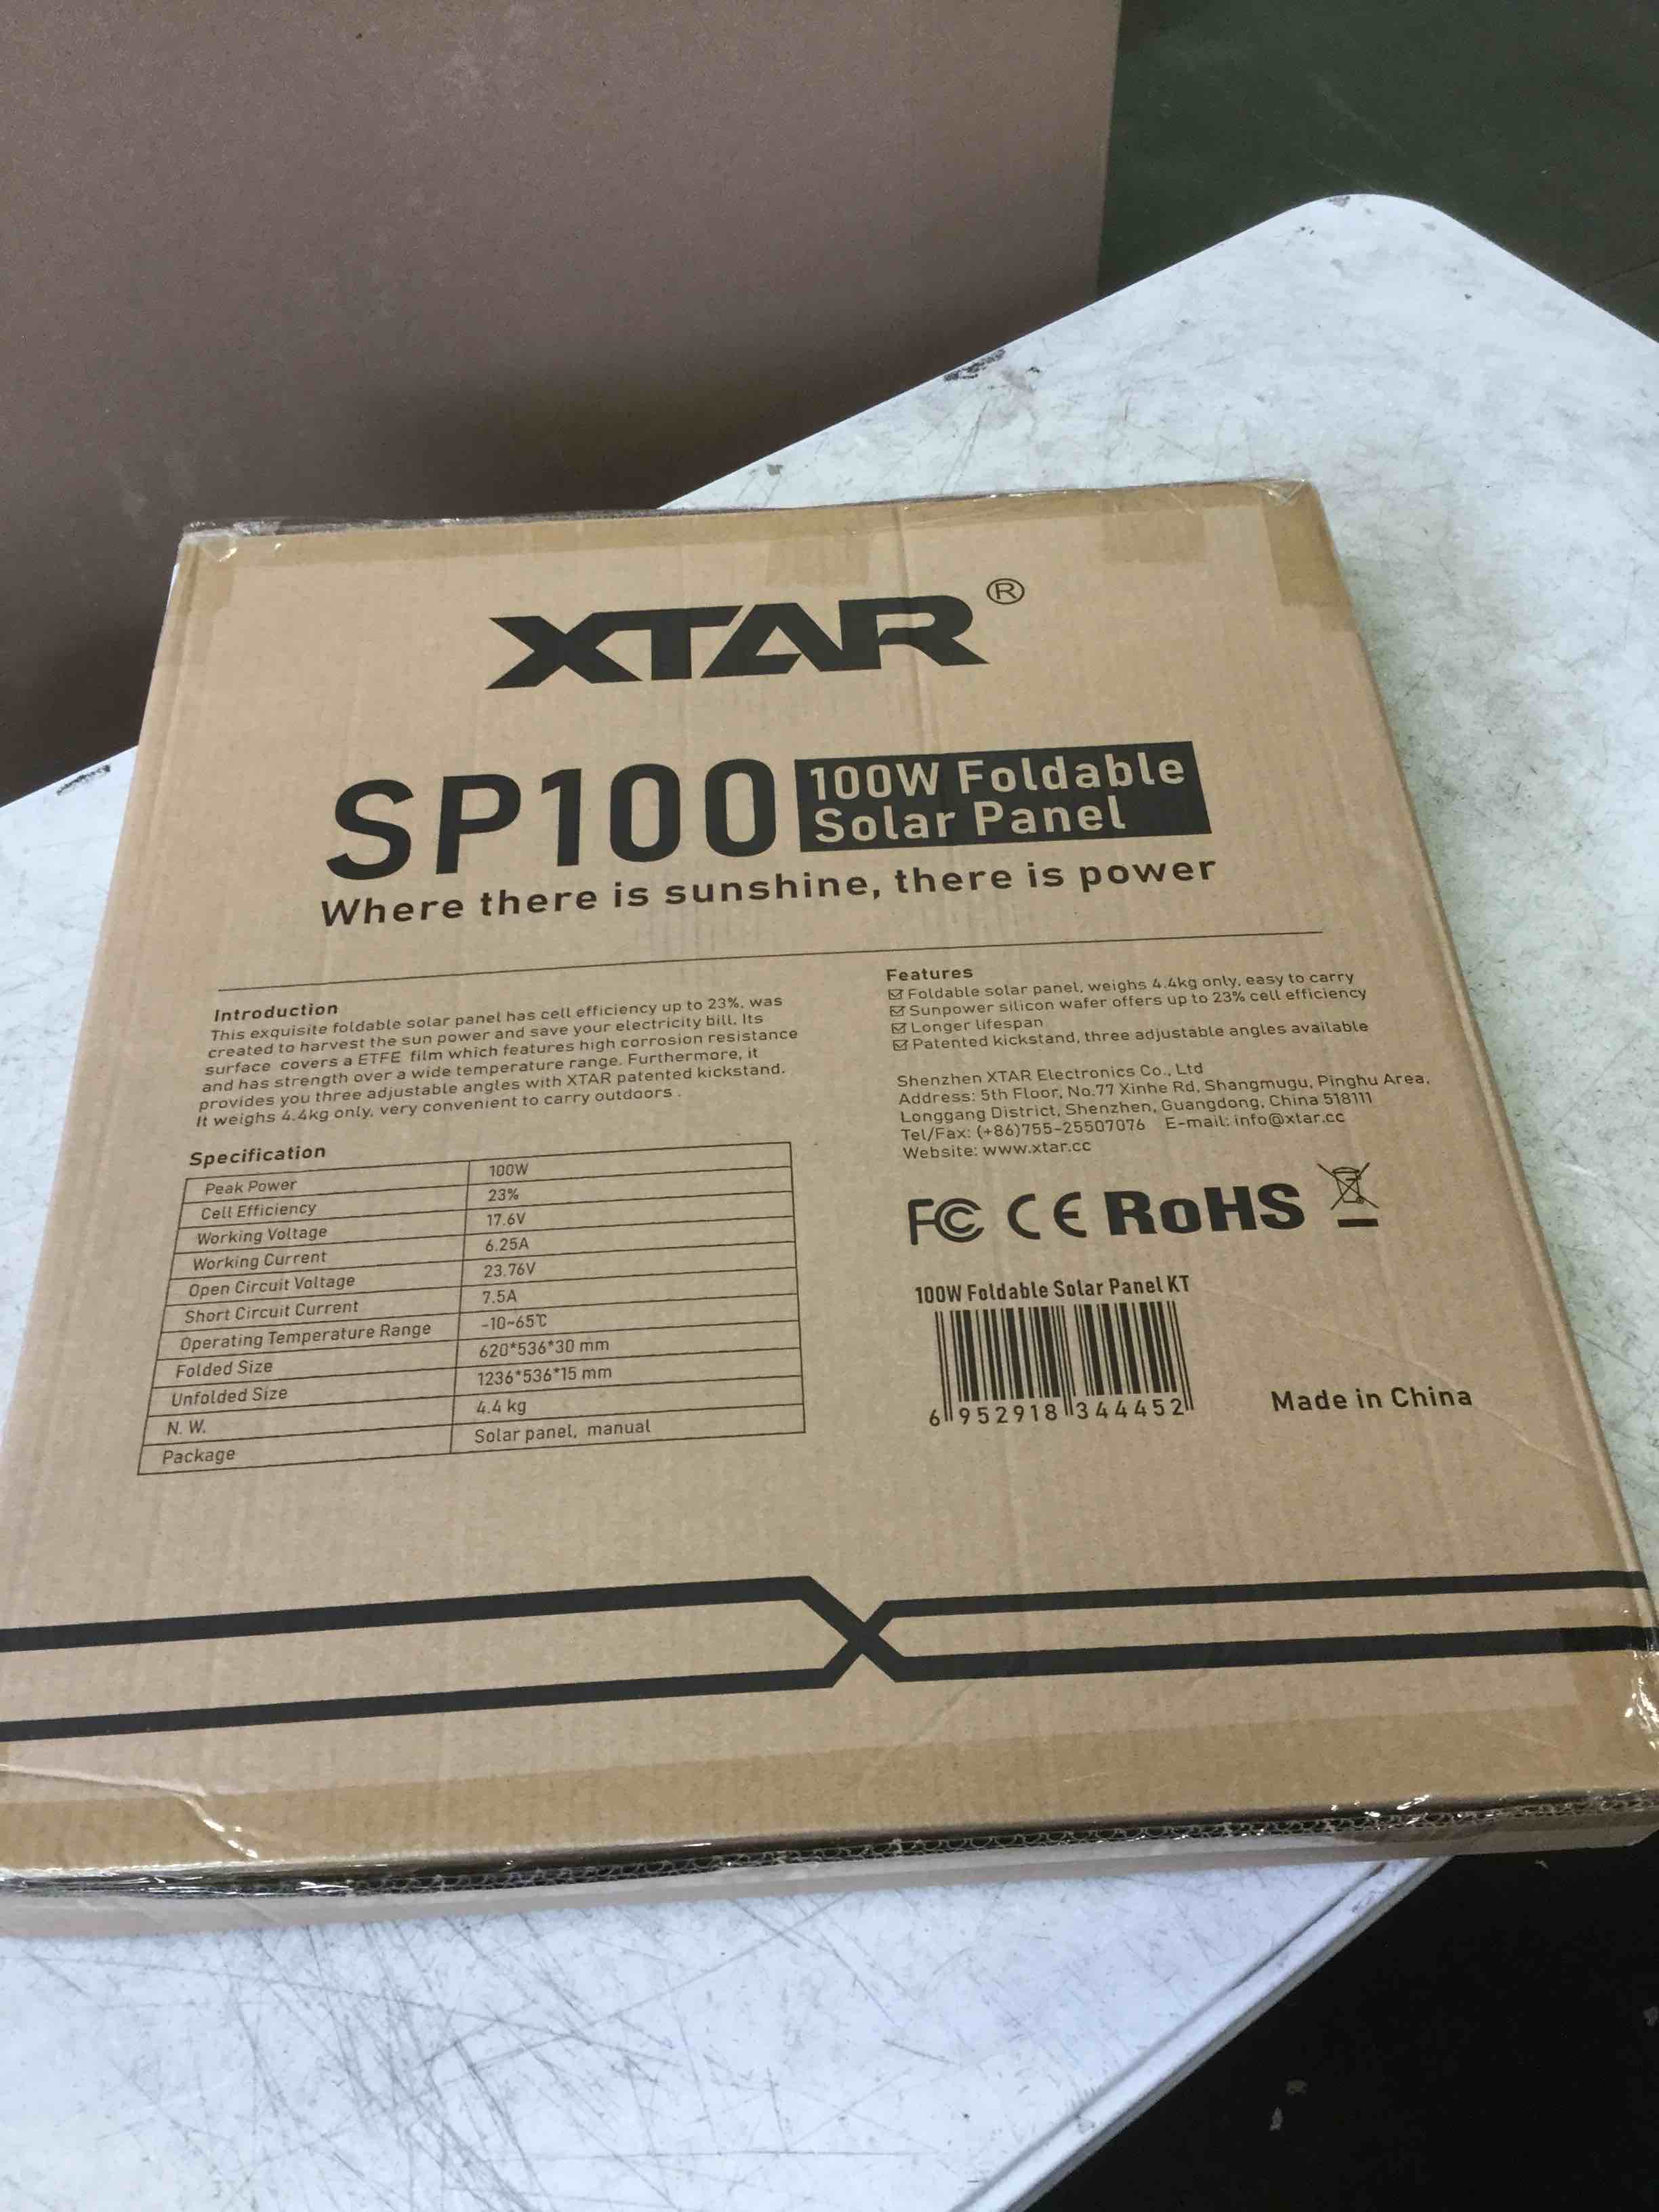 XTAR®
SP100
100W Foldable
Solar Panel
Where there is sunshine, there is power
Introduction
This exquisite foldable solar panel has cell efficiency up to 23%, was
created to harvest the sun power and save your electricity bill. Its
surface covers a ETFE film which features high corrosion resistance
and has strength over a wide temperature range. Furthermore, it
provides you three adjustable angles with XTAR patented kickstand.
It weighs 4.4kg only, very convenient to carry outdoors .
Specification
Peak Power 100W
Cell Efficiency 23%
Working Voltage 17.6V
Working Current 6.25A
Open Circuit Voltage 23.76V
Short Circuit Current 7.5A
Operating Temperature Range -10~65℃
Folded Size 620*536*30 mm
Unfolded Size 1236*536*15 mm
N. W. 4.4 kg
Package Solar panel, manual
Features
☑ Foldable solar panel, weighs 4.4kg only, easy to carry
☑ Sunpower silicon wafer offers up to 23% cell efficiency
☑ Longer lifespan
☑ Patented kickstand, three adjustable angles available
Shenzhen XTAR Electronics Co., Ltd
Address: 5th Floor, No.77 Xinhe Rd, Shangmugu, Pinghu Area,
Longgang District, Shenzhen, Guangdong, China 518111
Tel/Fax: (+86)755-25507076 E-mail: info@xtar.cc
Website: www.xtar.cc
FC CE RoHS
100W Foldable Solar Panel KT
6 952918 344452
Made in China